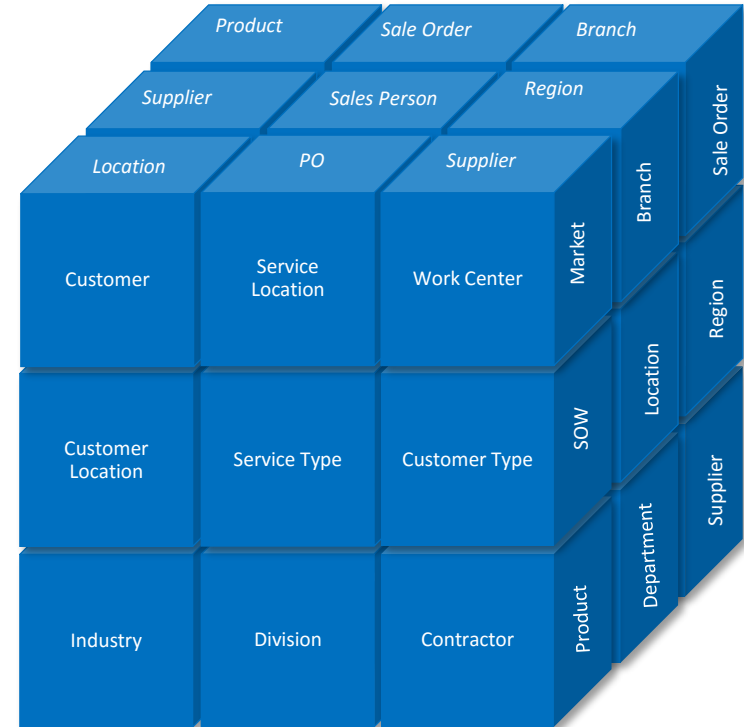 Product
Sale Order
Branch
Supplier
Sales Person
Region
Location
PO
Supplier
Customer
Service
Location
Work Center
Market
Branch
Sale Order
Customer
Location
Service Type
Customer Type
SOW
Location
Region
Industry
Division
Contractor
Product
Department
Supplier